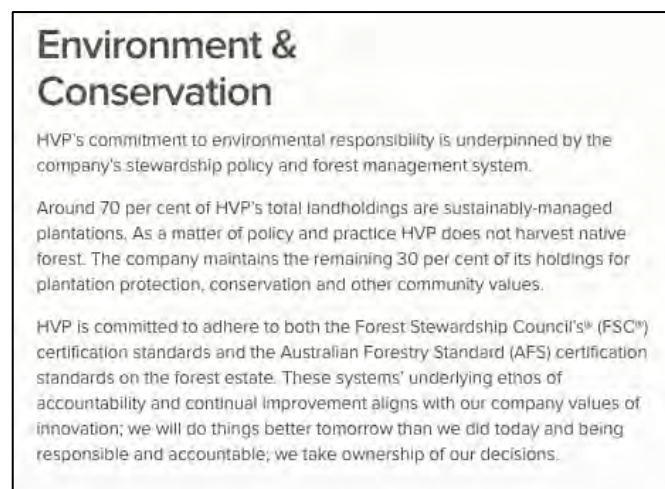 Environment &
Conservation
HVP's commitment to environmental responsibility is underpinned by the
company's stewardship policy and forest management system.
Around 70 per cent of HVP's total landholdings are sustainably-managed
plantations. As a matter of policy and practice HVP does not harvest native
forest. The company maintains the remaining 30 per cent of its holdings for
plantation protection, conservation and other community values.
HVP is committed to adhere to both the Forest Stewardship Council's® (FSC®)
certification standards and the Australian Forestry Standard (AFS) certification
standards on the forest estate. These systems' underlying ethos of
accountability and continual improvement aligns with our company values of
innovation; we will do things better tomorrow than we did today and being
responsible and accountable; we take ownership of our decisions.